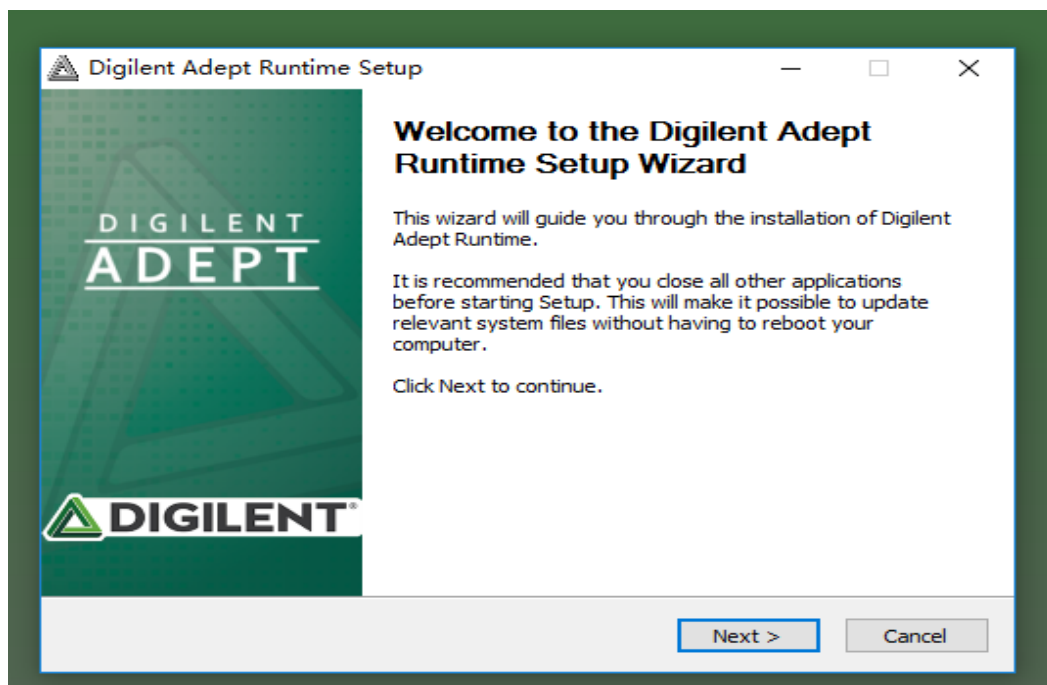 Digilent Adept Runtime Setup
Welcome to the Digilent Adept
Runtime Setup Wizard
This wizard will guide you through the installation of Digilent
Adept Runtime.
It is recommended that you close all other applications
before starting Setup. This will make it possible to update
relevant system files without having to reboot your
computer.
Click Next to continue.
DIGILENT
ADEPT
DIGILENT®
Next >
Cancel